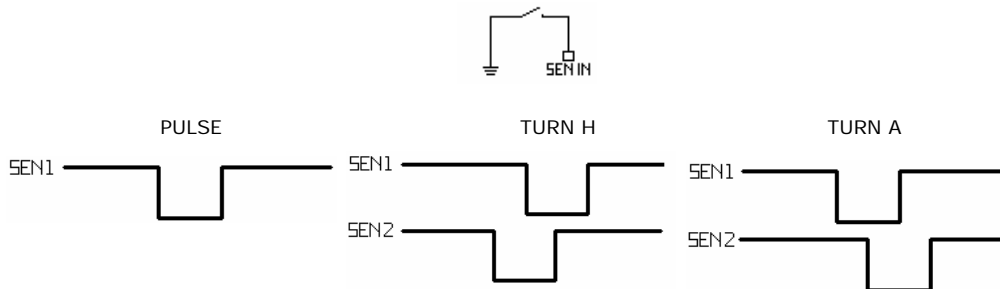 SEN IN
PULSE
TURN H
TURN A
SEN1
SEN1
SEN2
SEN1
SEN2